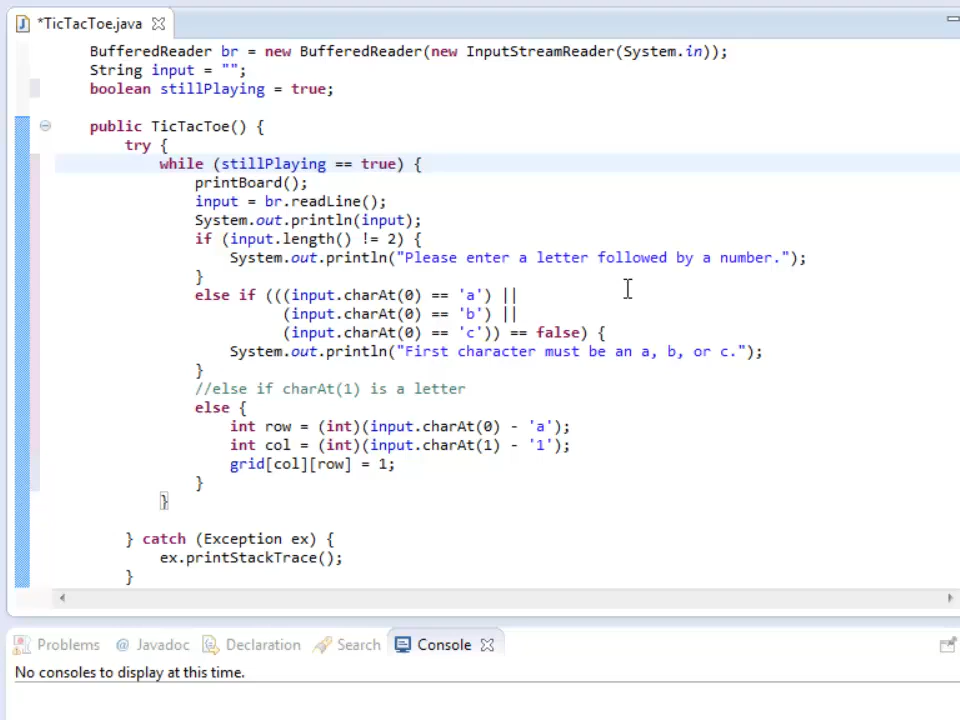 *TicTacToe.java
BufferedReader br = new BufferedReader(new InputStreamReader(System.in));
String input = "";
boolean stillPlaying = true;
public TicTacToe() {
try {
while (stillPlaying == true) {
printBoard();
input = br.readLine();
System.out.println(input);
if (input.length() != 2) {
System.out.println("Please enter a letter followed by a number.");
}
else if (((input.charAt(0) == 'a') ||
(input.charAt(0) == 'b') ||
(input.charAt(0) == 'c')) == false) {
System.out.println("First character must be an a, b, or c.");
}
//else if charAt(1) is a letter
else {
int row = (int)(input.charAt(0) - 'a');
int col = (int)(input.charAt(1) - '1');
grid[col][row] = 1;
}
}
} catch (Exception ex) {
ex.printStackTrace();
}
Problems @ Javadoc Declaration Search Console
No consoles to display at this time.